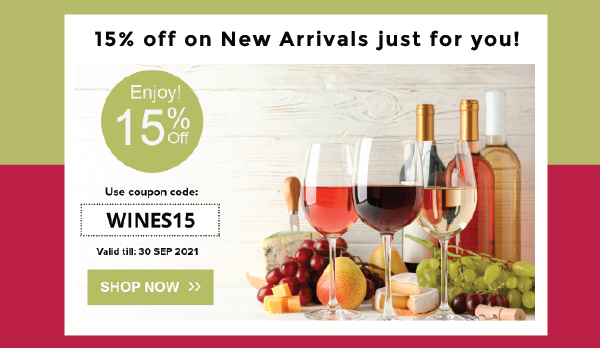 15% off on New Arrivals just for you!
Enjoy!
15% Off
Use coupon code:
WINES15
Valid till: 30 SEP 2021
SHOP NOW >>